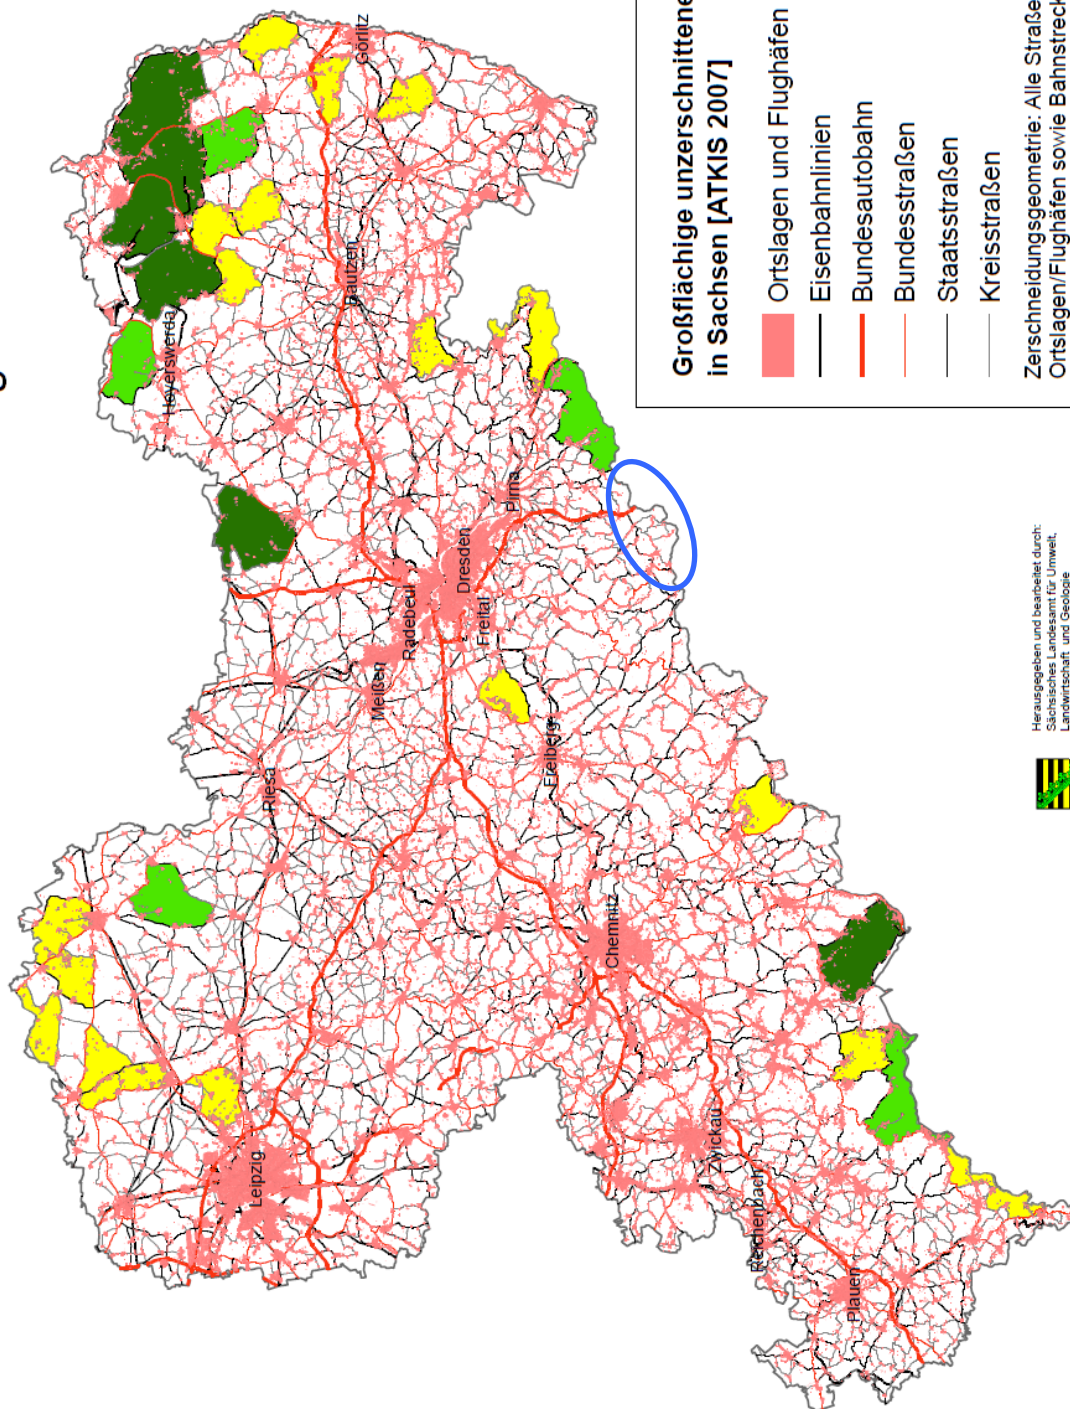 Görlitz
Bautzen
Hoyerswerda
Pirna
Dresden
Freital
Radebeul
Meißen
Freiberg
Riesa
Chemnitz
Leipzig
Zwickau
Reichenbach
Plauen
Großflächige unzerschnittene
in Sachsen [ATKIS 2007]
Ortslagen und Flughäfen
Eisenbahnlinien
Bundesautobahn
Bundesstraßen
Staatsstraßen
Kreisstraßen
Zerschneidungsgeometrie: Alle Straße
Ortslagen/Flughäfen sowie Bahnstreck
Herausgegeben und bearbeitet durch:
Sächsisches Landesamt für Umwelt,
Landwirtschaft und Geologie